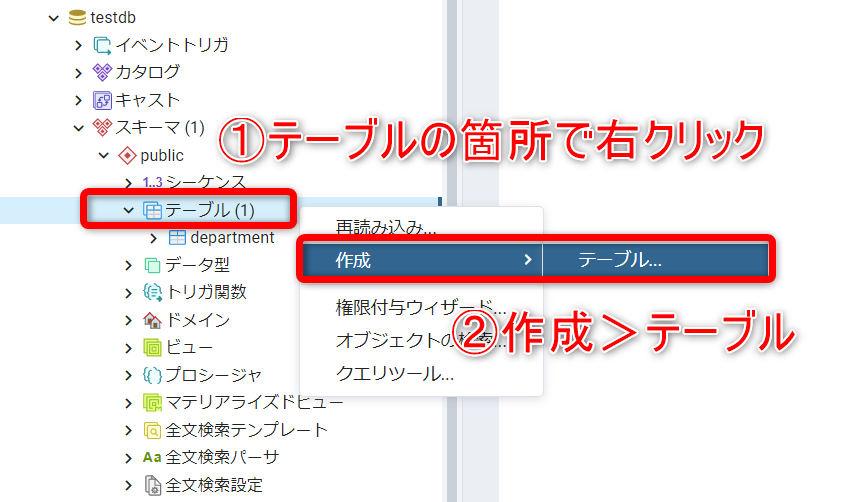 testdb
イベントトリガ
カタログ
キャスト
スキーマ (1)
①テーブルの箇所で右クリック
public
1..3 シーケンス
テーブル (1)
再読み込み...
department
作成
テーブル...
データ型
トリガ関数
権限付与ウィザード...
ドメイン
②作成＞テーブル
オブジェクトの検索...
ビュー
プロシージャ
クエリツール...
マテリアライズドビュー
全文検索テンプレート
Aa 全文検索パーサ
全文検索設定